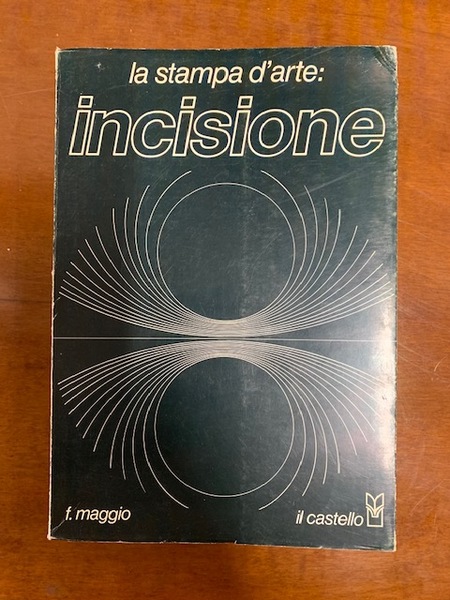 la stampa d'arte:
incisione
f. maggio
il castello